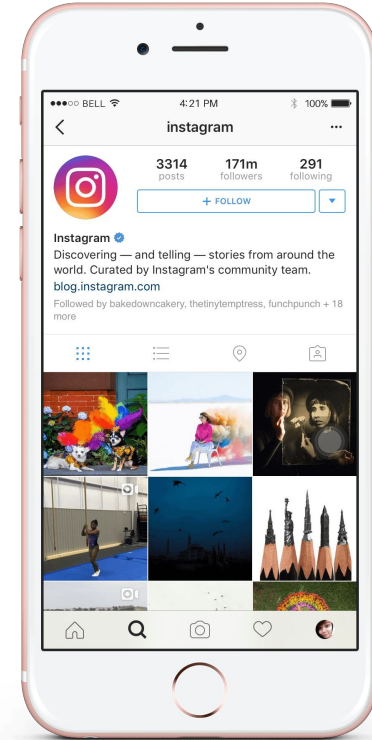 BELL 4:21 PM 100%
instagram
3314 171m 291
posts followers following
+ FOLLOW
Instagram
Discovering — and telling — stories from around the
world. Curated by Instagram's community team.
blog.instagram.com
Followed by bakedowncakery, thetinytemptress, funchpunch + 18
more